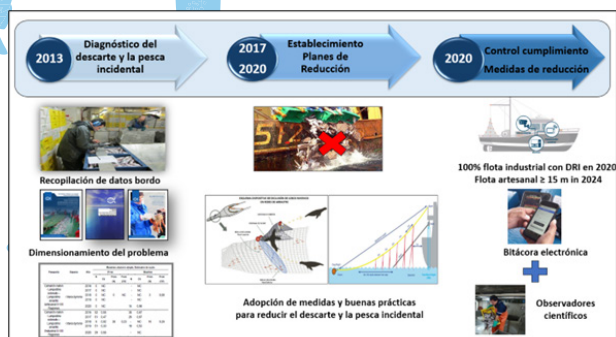 2013
Diagnóstico del
descarte y la pesca
incidental
2017
2020
Establecimiento
Planes de
Reducción
2020
Control cumplimiento
Medidas de reducción
Recopilación de datos bordo
Dimensionamiento del problema
512
Adopción de medidas y buenas prácticas
para reducir el descarte y la pesca incidental
100% flota industrial con DRI en 2020
Flota artesanal ≥ 15 m in 2024
Bitácora electrónica
Observadores
científicos